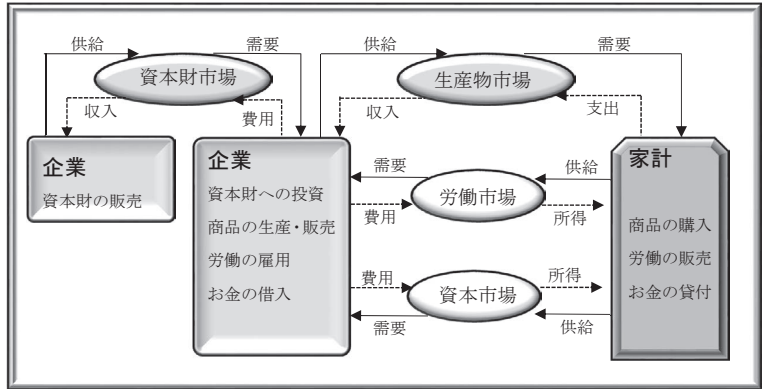 供給
需要
供給
需要
資本財市場
生産物市場
収入
費用
収入
支出
企業
資本財の販売
企業
資本財への投資
商品の生産・販売
労働の雇用
お金の借入
需要
供給
労働市場
費用
所得
費用
所得
資本市場
需要
供給
家計
商品の購入
労働の販売
お金の貸付